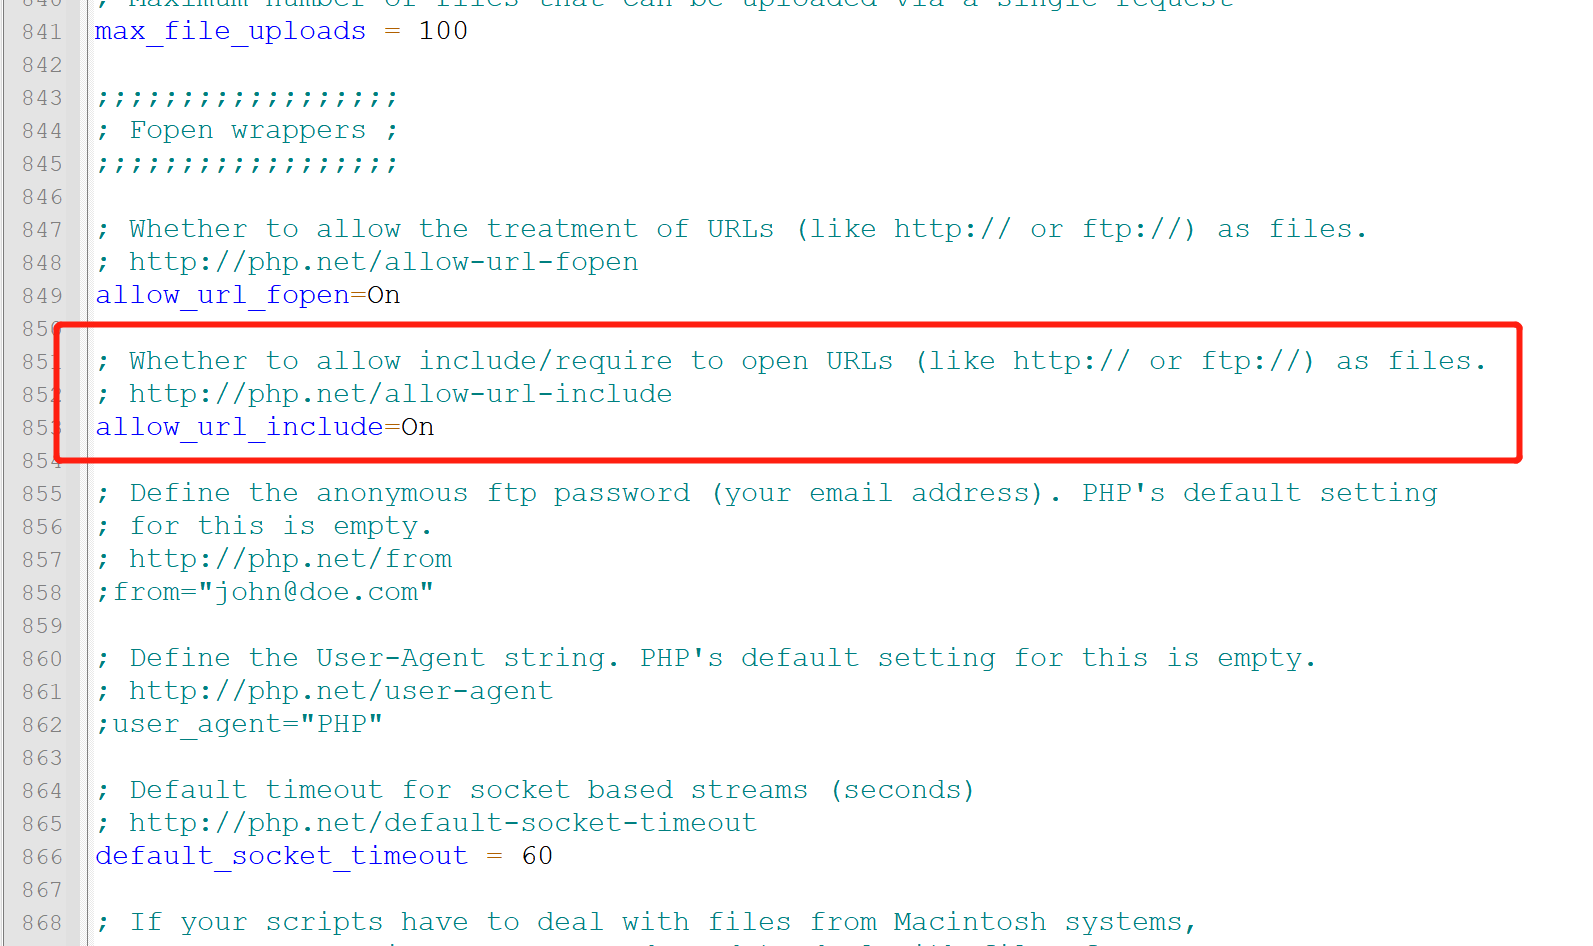 840 ; Maximum number of files that can be uploaded via a single request
841 max_file_uploads = 100
842
843 ;;;;;;;;;;;;;;;;;;
844 ; Fopen wrappers ;
845 ;;;;;;;;;;;;;;;;;;
846
847 ; Whether to allow the treatment of URLs (like http:// or ftp://) as files.
848 ; http://php.net/allow-url-fopen
849 allow_url_fopen=On
850
851 ; Whether to allow include/require to open URLs (like http:// or ftp://) as files.
852 ; http://php.net/allow-url-include
853 allow_url_include=On
854
855 ; Define the anonymous ftp password (your email address). PHP's default setting
856 ; for this is empty.
857 ; http://php.net/from
858 ;from="john@doe.com"
859
860 ; Define the User-Agent string. PHP's default setting for this is empty.
861 ; http://php.net/user-agent
862 ;user_agent="PHP"
863
864 ; Default timeout for socket based streams (seconds)
865 ; http://php.net/default-socket-timeout
866 default_socket_timeout = 60
867
868 ; If your scripts have to deal with files from Macintosh systems,